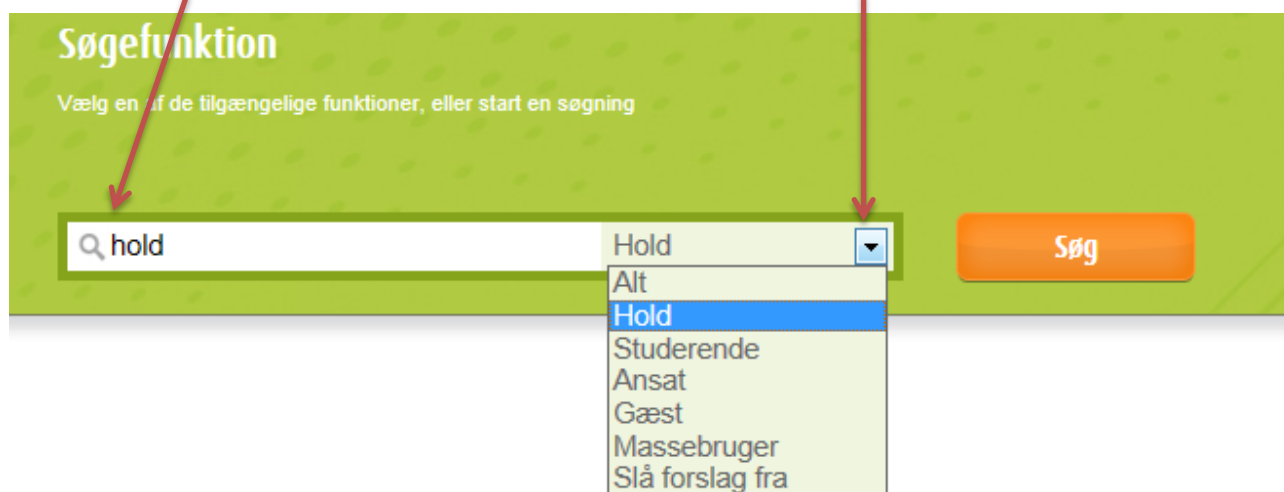 Søgefunktion
Vælg en af de tilgængelige funktioner, eller start en søgning
hold Hold Søg
Alt
Hold
Studerende
Ansat
Gæst
Massebruger
Slå forslag fra